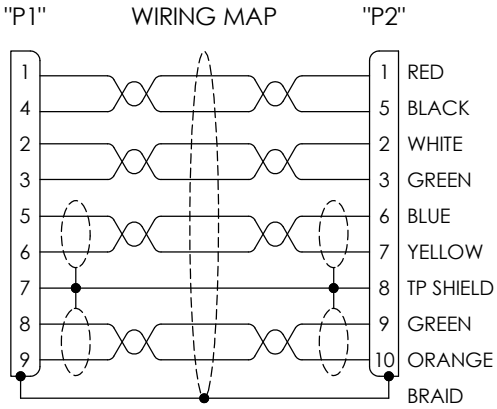 "P1" WIRING MAP "P2"
1 1 RED
4 5 BLACK
2 2 WHITE
3 3 GREEN
5 6 BLUE
6 7 YELLOW
7 8 TP SHIELD
8 9 GREEN
9 10 ORANGE
BRAID